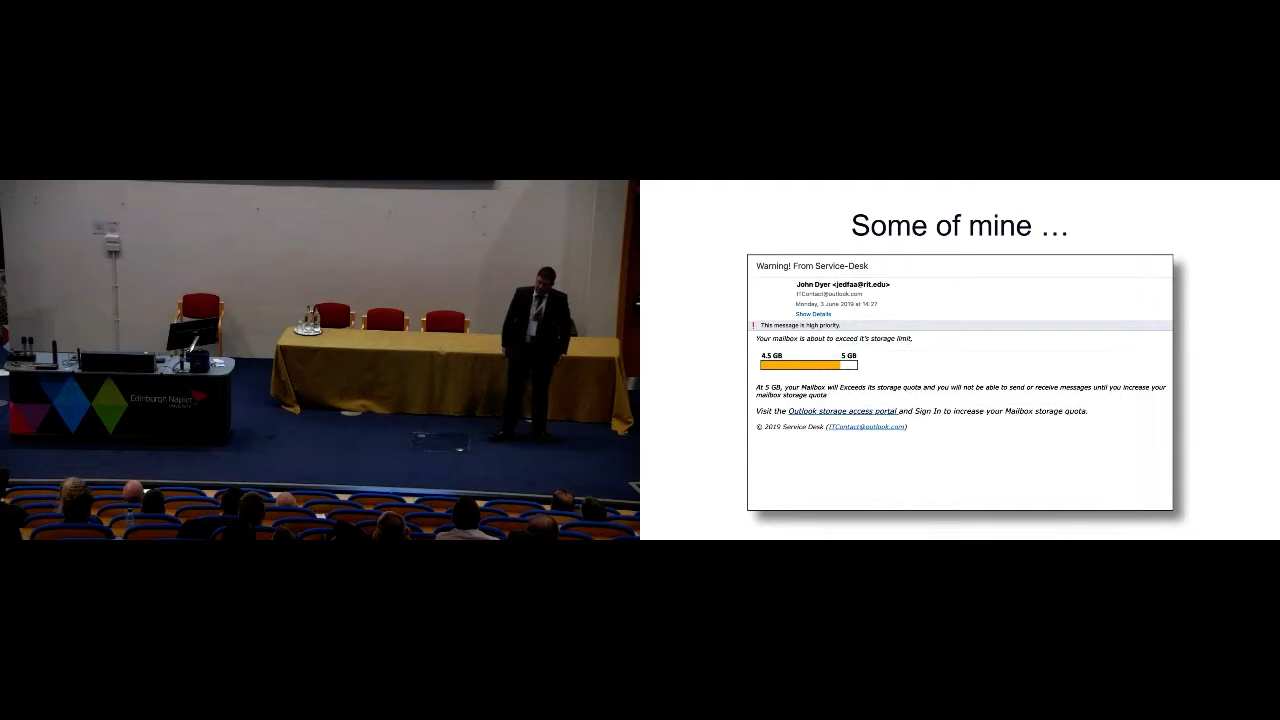 Edinburgh Napier
UNIVERSITY
Some of mine …
Warning! From Service-Desk
John Dyer <jedfaa@rit.edu>
ITContact@outlook.com
Monday, 3 June 2019 at 14:27
Show Details
! This message is high priority.
Your mailbox is about to exceed it's storage limit,
4.5 GB 5 GB
At 5 GB, your Mailbox will Exceeds its storage quota and you will not be able to send or receive messages until you increase your
mailbox storage quota
Visit the Outlook storage access portal and Sign In to increase your Mailbox storage quota.
© 2019 Service Desk (ITContact@outlook.com)